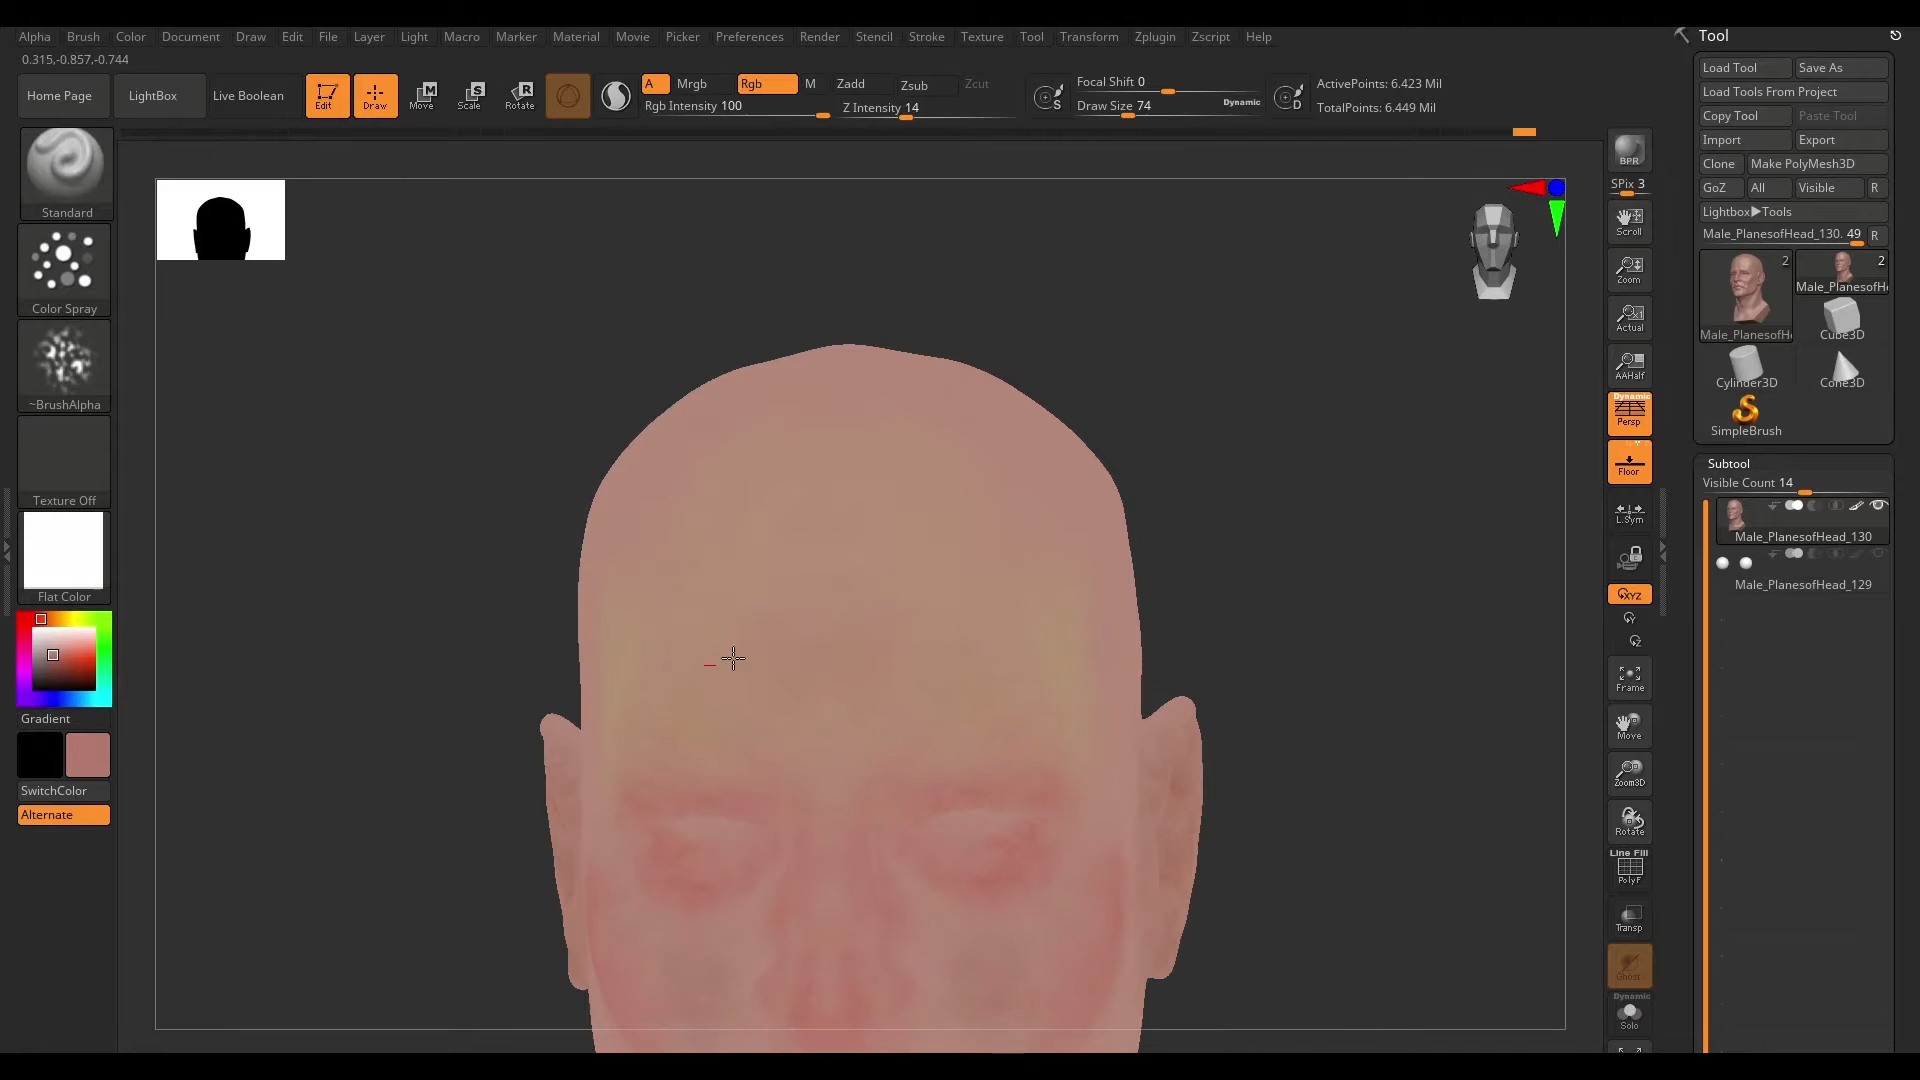 Alpha Brush Color Document Draw Edit File Layer Light Macro Marker Material Movie Picker Preferences Render Stencil Stroke Texture Tool Transform Zplugin Zscript Help
0.315,-0.857,-0.744
Home Page
LightBox
Live Boolean
Edit
Draw
Move
Scale
Rotate
A
Mrgb
Rgb
M
Zadd
Zsub
Zcut
Rgb Intensity 100
Z Intensity 14
Focal Shift 0
Draw Size 74
Dynamic
ActivePoints: 6.423 Mil
TotalPoints: 6.449 Mil
Standard
Color Spray
~BrushAlpha
Texture Off
Flat Color
Gradient
SwitchColor
Alternate
BPR
SPix 3
Scroll
Zoom
Actual
AAHalf
Dynamic
Persp
Floor
L.Sym
XYZ
Y
Z
Frame
Move
Zoom3D
Rotate
Line Fill
PolyF
Transp
Ghost
Dynamic
Solo
Tool
Load Tool
Save As
Load Tools From Project
Copy Tool
Paste Tool
Import
Export
Clone
Make PolyMesh3D
GoZ
All
Visible
R
Lightbox▶Tools
Male_PlanesofHead_130. 49
R
2
2
Male_PlanesofHe
Male_PlanesofHe
Cube3D
Cylinder3D
Cone3D
SimpleBrush
Subtool
Visible Count 14
Male_PlanesofHead_130
Male_PlanesofHead_129